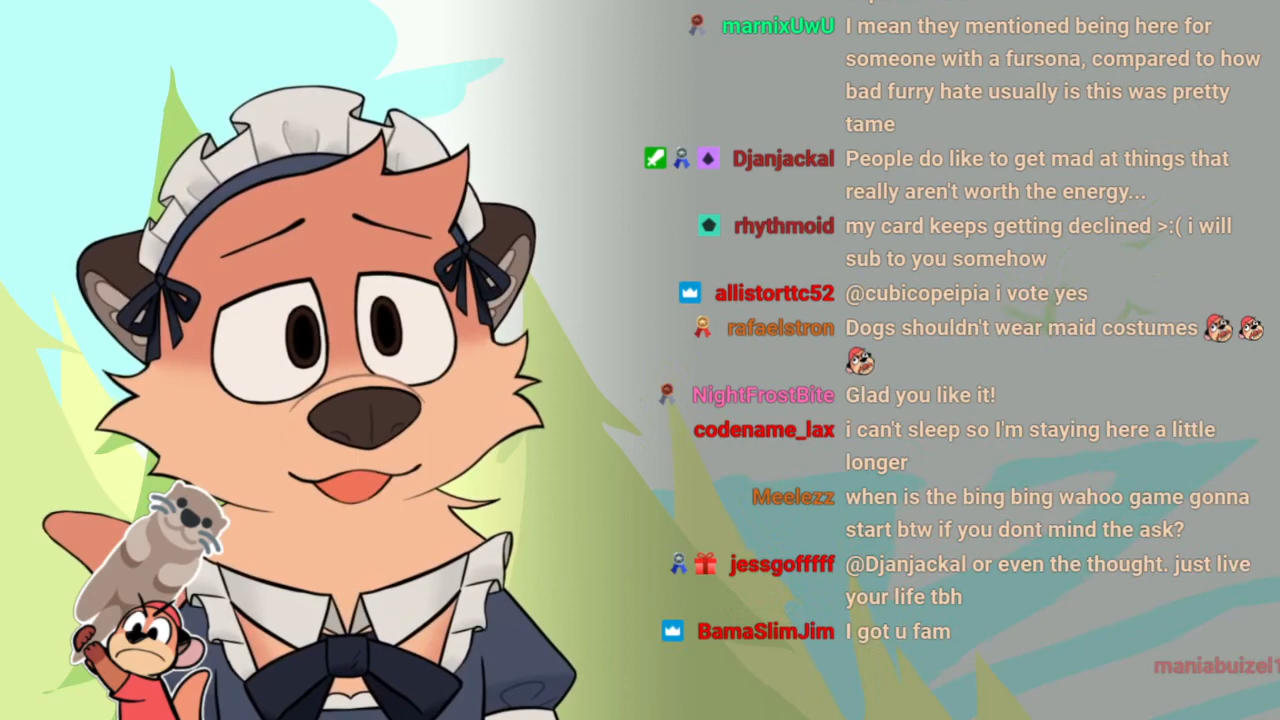 marnixUwU I mean they mentioned being here for
someone with a fursona, compared to how
bad furry hate usually is this was pretty
tame
Djanjackal People do like to get mad at things that
really aren't worth the energy...
rhythmoid my card keeps getting declined >:( i will
sub to you somehow
allistorttc52 @cubicopeipia i vote yes
rafaelstron Dogs shouldn't wear maid costumes
NightFrostBite Glad you like it!
codename_lax i can't sleep so I'm staying here a little
longer
Meelezz when is the bing bing wahoo game gonna
start btw if you dont mind the ask?
jessgofffff @Djanjackal or even the thought. just live
your life tbh
BamaSlimJim I got u fam
maniabuizel1